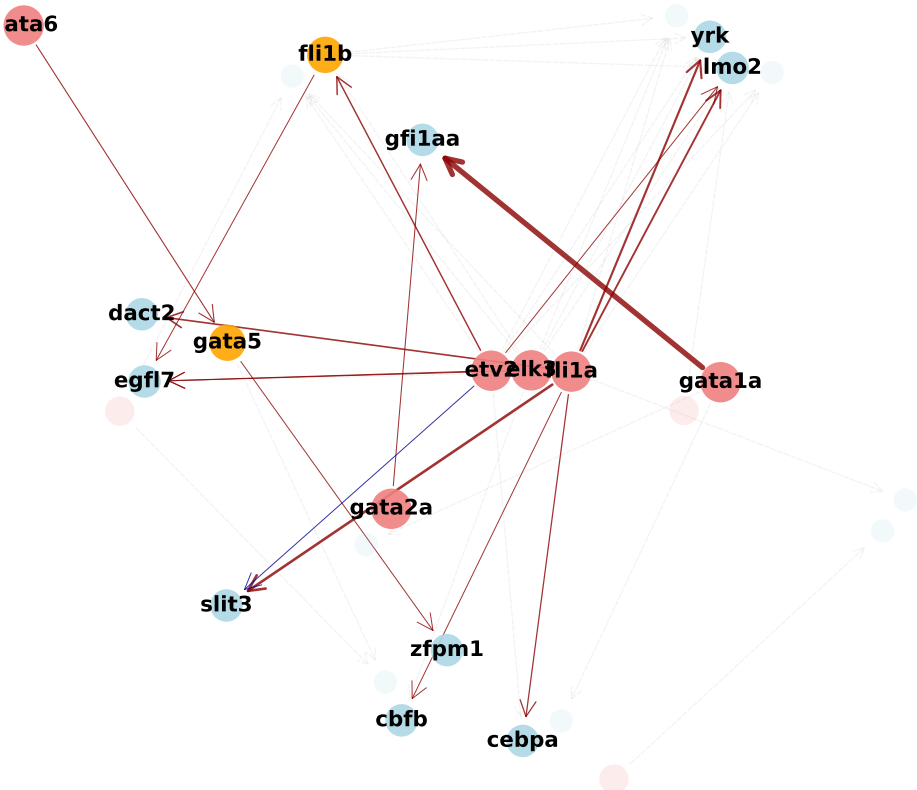 ata6
fli1b
yrk
lmo2
gfi1aa
dact2
gata5
egfl7
etv2
elk3
fli1a
gata1a
gata2a
slit3
zfpm1
cbfb
cebpa